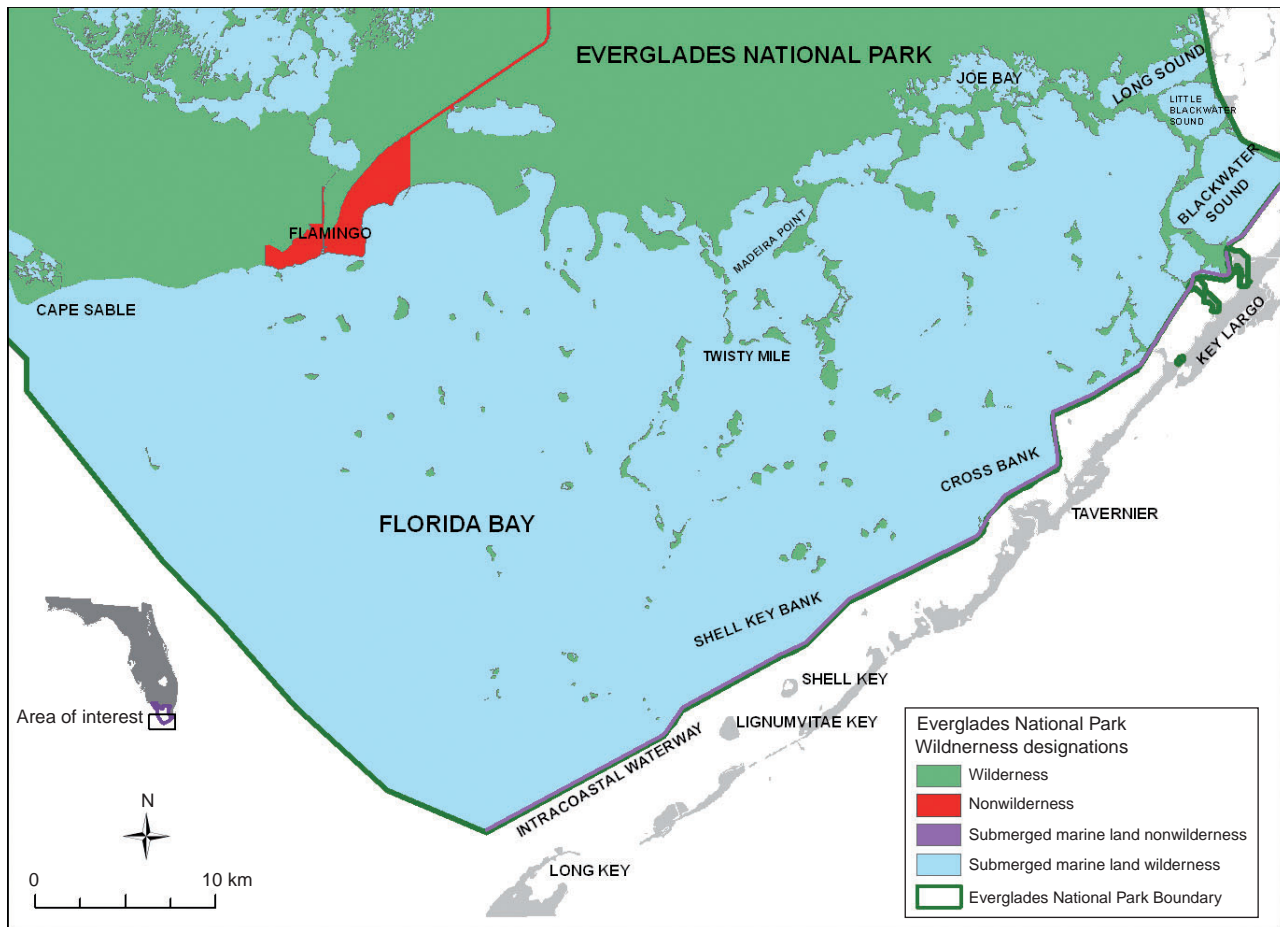 EVERGLADES NATIONAL PARK
JOE BAY
LONG SOUND
LITTLE
BLACKWATER
SOUND
BLACKWATER
SOUND
MADEIRA POINT
FLAMINGO
CAPE SABLE
TWISTY MILE
KEY LARGO
CROSS BANK
TAVERNIER
FLORIDA BAY
SHELL KEY BANK
SHELL KEY
LIGNUMVITAE KEY
INTRACOASTAL WATERWAY
LONG KEY
Area of interest
N
0 10 km
Everglades National Park
Wildnerness designations
Wilderness
Nonwilderness
Submerged marine land nonwilderness
Submerged marine land wilderness
Everglades National Park Boundary